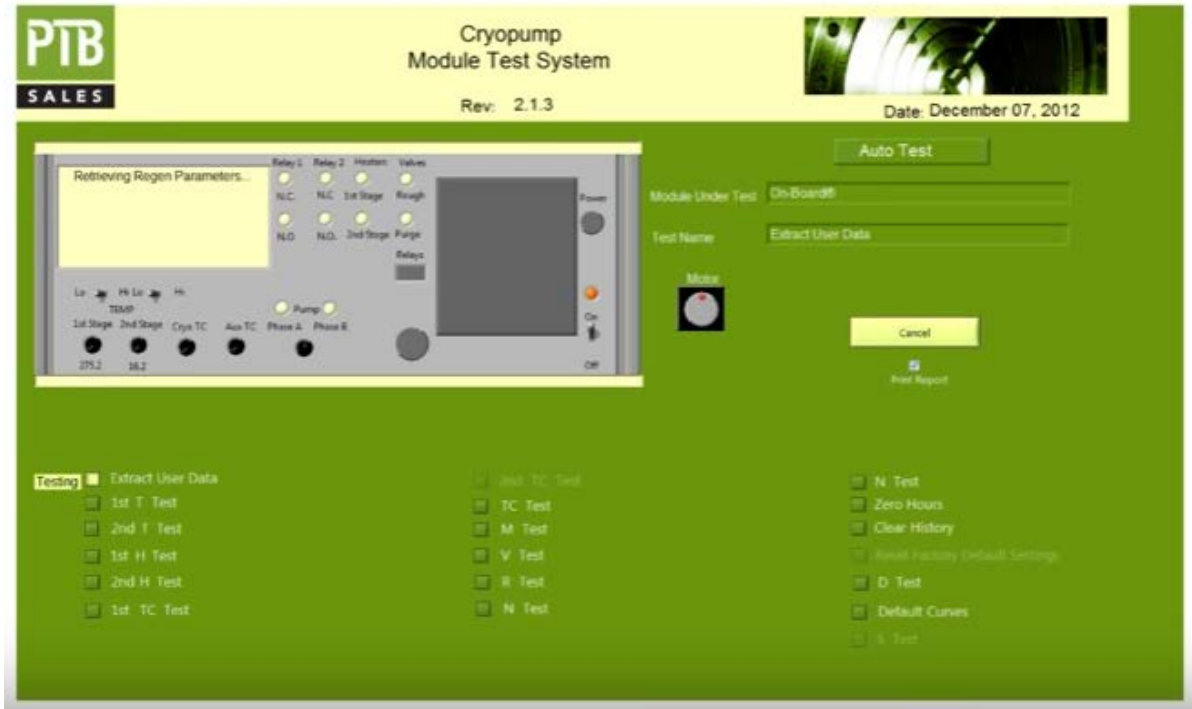 PTB
SALES
Cryopump
Module Test System
Rev: 2.1.3
Date: December 07, 2012
Retrieving Regen Parameters...
Relay 1 Relay 2 Heaters Valves
N.C. N.C. 1st Stage Rough
N.O N.O. 2nd Stage Purge
Relays
Power
On
Off
Lo Hi Lo Hi
TEMP
Pump
1st Stage 2nd Stage Cryo TC Aux TC Phase A Phase B
275.2 16.2
Auto Test
Module Under Test On-Board®
Test Name Extract User Data
Motor
Cancel
Print Report
Testing Extract User Data
1st T Test
2nd T Test
1st H Test
2nd H Test
1st TC Test
2nd TC Test
TC Test
M Test
V Test
R Test
N Test
N Test
Zero Hours
Clear History
Reset Factory Default Settings
D Test
Default Curves
S Test